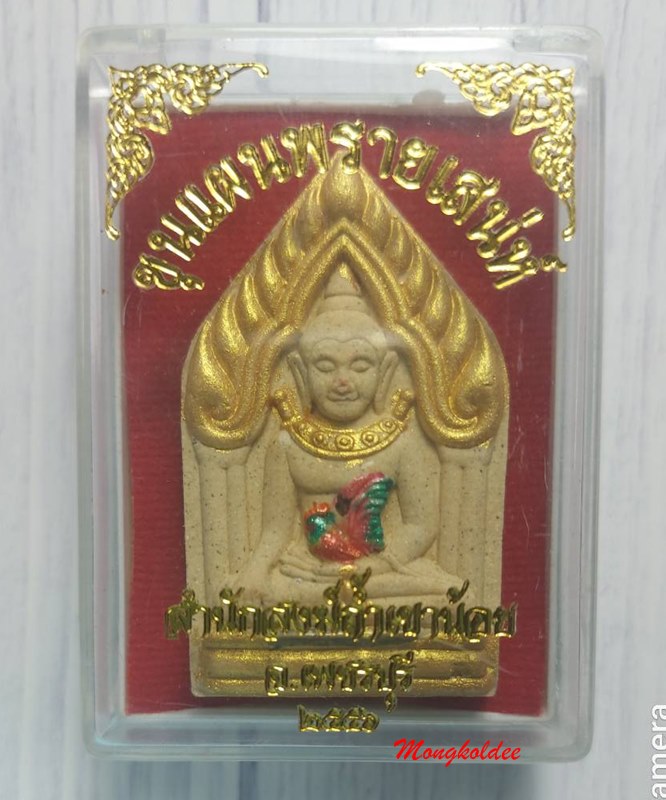 ขุนแผนพรายเสน่ห์
สำนักสงฆ์ถ้ำเขาน้อย
จ.เพชรบุรี
๒๕๕๑
Mongkoldee
amera